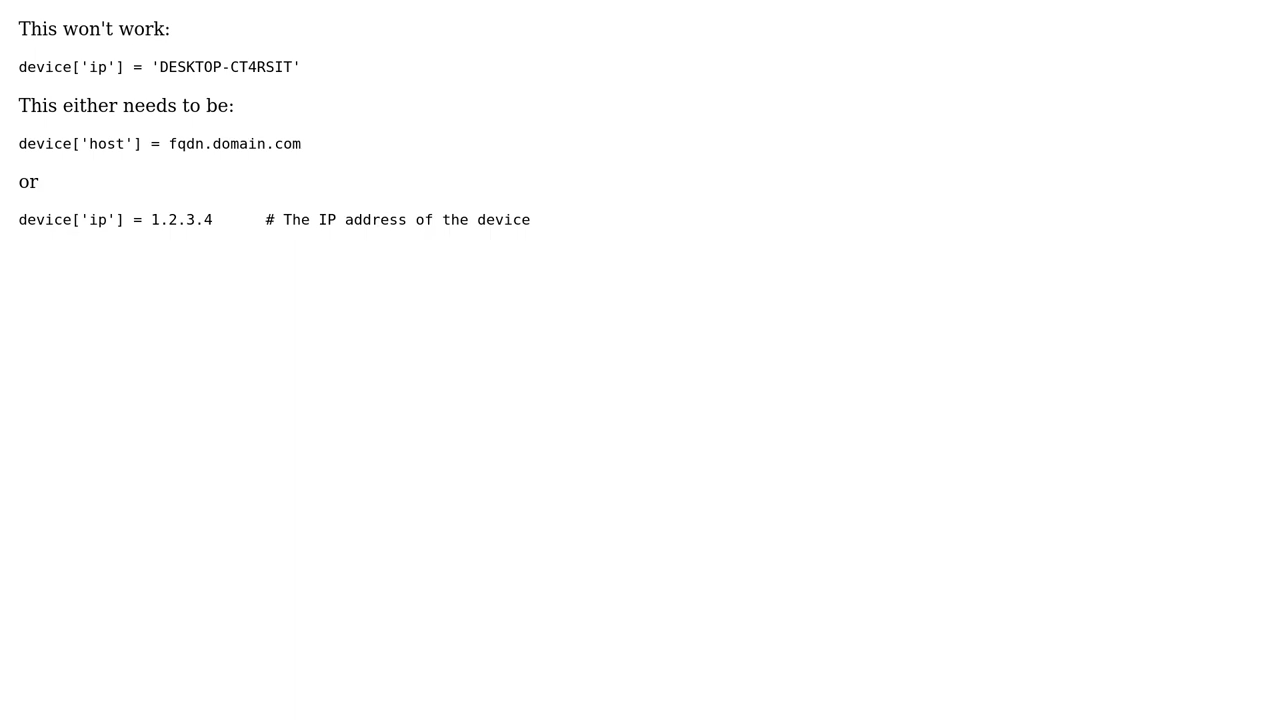 This won't work:
device['ip'] = 'DESKTOP-CT4RSIT'
This either needs to be:
device['host'] = fqdn.domain.com
or
device['ip'] = 1.2.3.4      # The IP address of the device